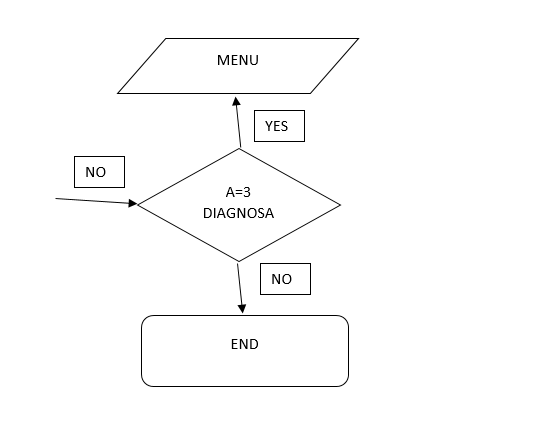 MENU
YES
NO
A=3
DIAGNOSA
NO
END